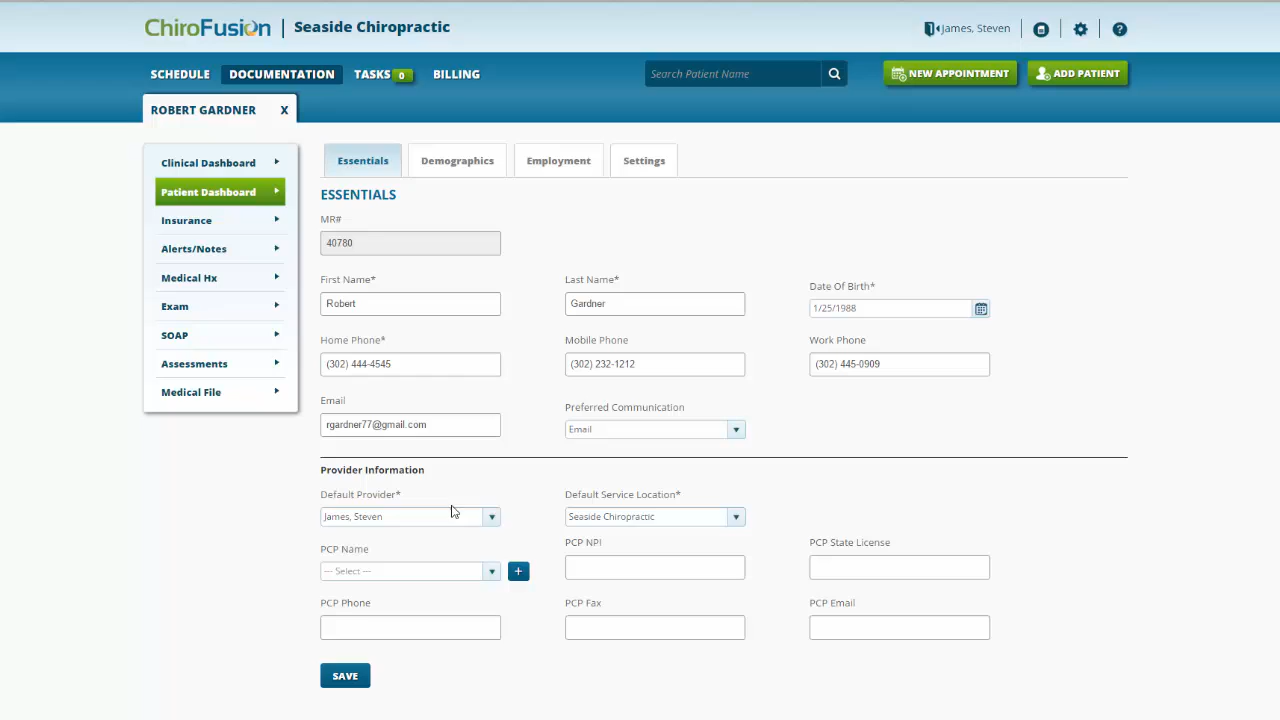 ChiroFusion Seaside Chiropractic James, Steven
SCHEDULE DOCUMENTATION TASKS 0 BILLING Search Patient Name NEW APPOINTMENT ADD PATIENT
ROBERT GARDNER X
Clinical Dashboard
Patient Dashboard
Insurance
Alerts/Notes
Medical Hx
Exam
SOAP
Assessments
Medical File
Essentials Demographics Employment Settings
ESSENTIALS
MR#
40780
First Name* Last Name* Date Of Birth*
Robert Gardner 1/25/1988
Home Phone* Mobile Phone Work Phone
(302) 444-4545 (302) 232-1212 (302) 445-0909
Email Preferred Communication
rgardner77@gmail.com Email
Provider Information
Default Provider* Default Service Location*
James, Steven Seaside Chiropractic
PCP Name PCP NPI PCP State License
--- Select --- +
PCP Phone PCP Fax PCP Email
SAVE